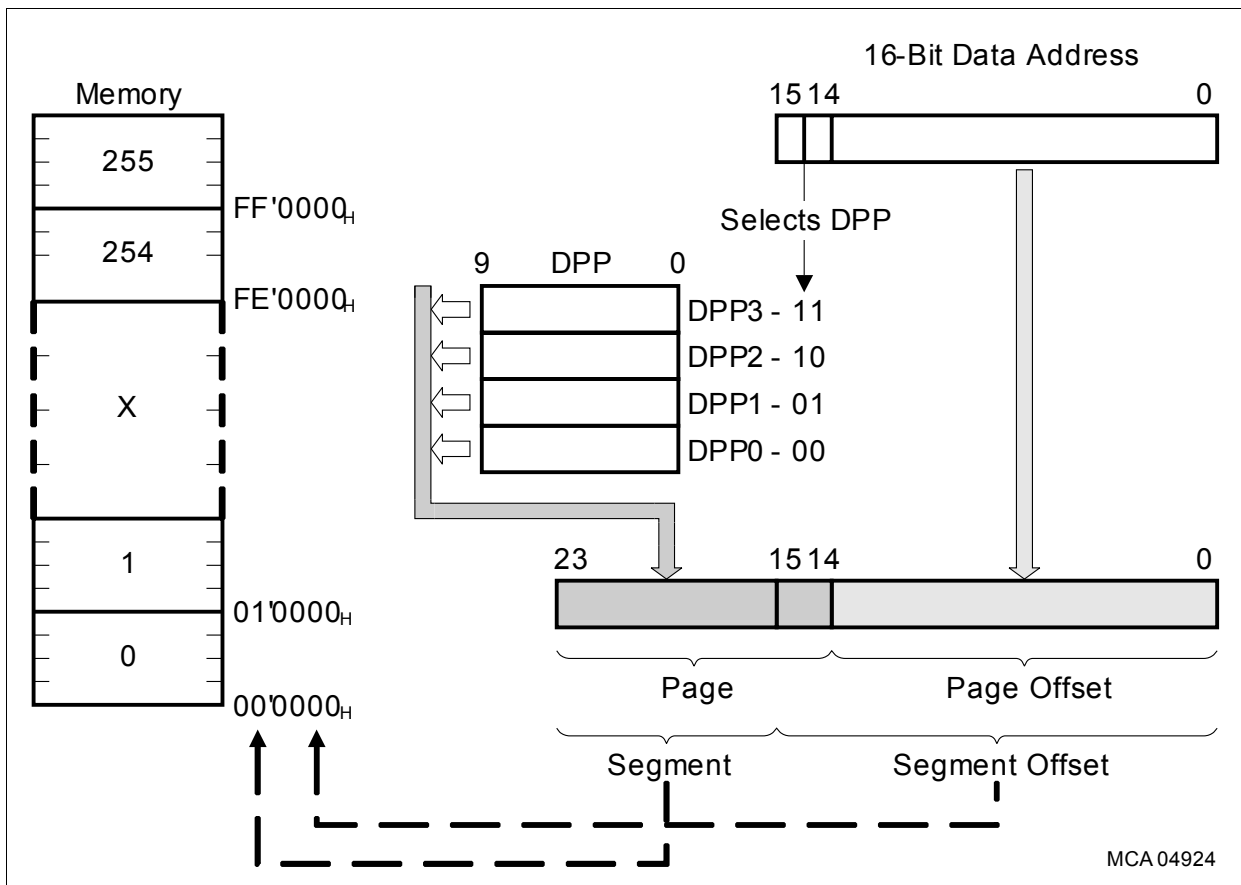 16-Bit Data Address
15 14 0
Memory
255
FF'0000H
254
FE'0000H
X
1
01'0000H
0
00'0000H
Selects DPP
9 DPP 0
DPP3 - 11
DPP2 - 10
DPP1 - 01
DPP0 - 00
23 15 14 0
Page Page Offset
Segment Segment Offset
MCA 04924